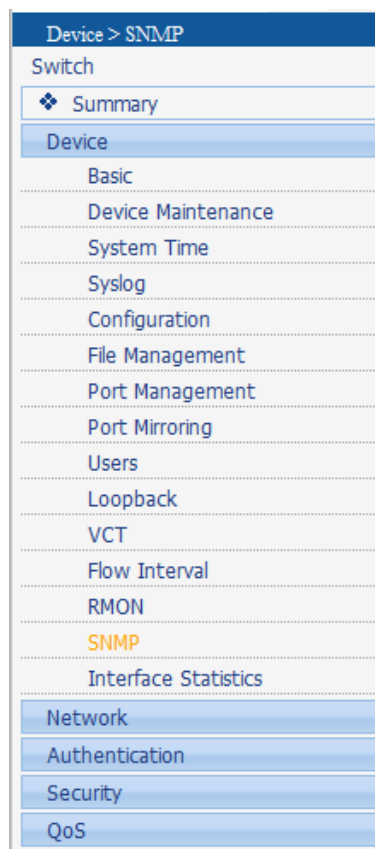 Device > SNMP
Switch
Summary
Device
Basic
Device Maintenance
System Time
Syslog
Configuration
File Management
Port Management
Port Mirroring
Users
Loopback
VCT
Flow Interval
RMON
SNMP
Interface Statistics
Network
Authentication
Security
QoS